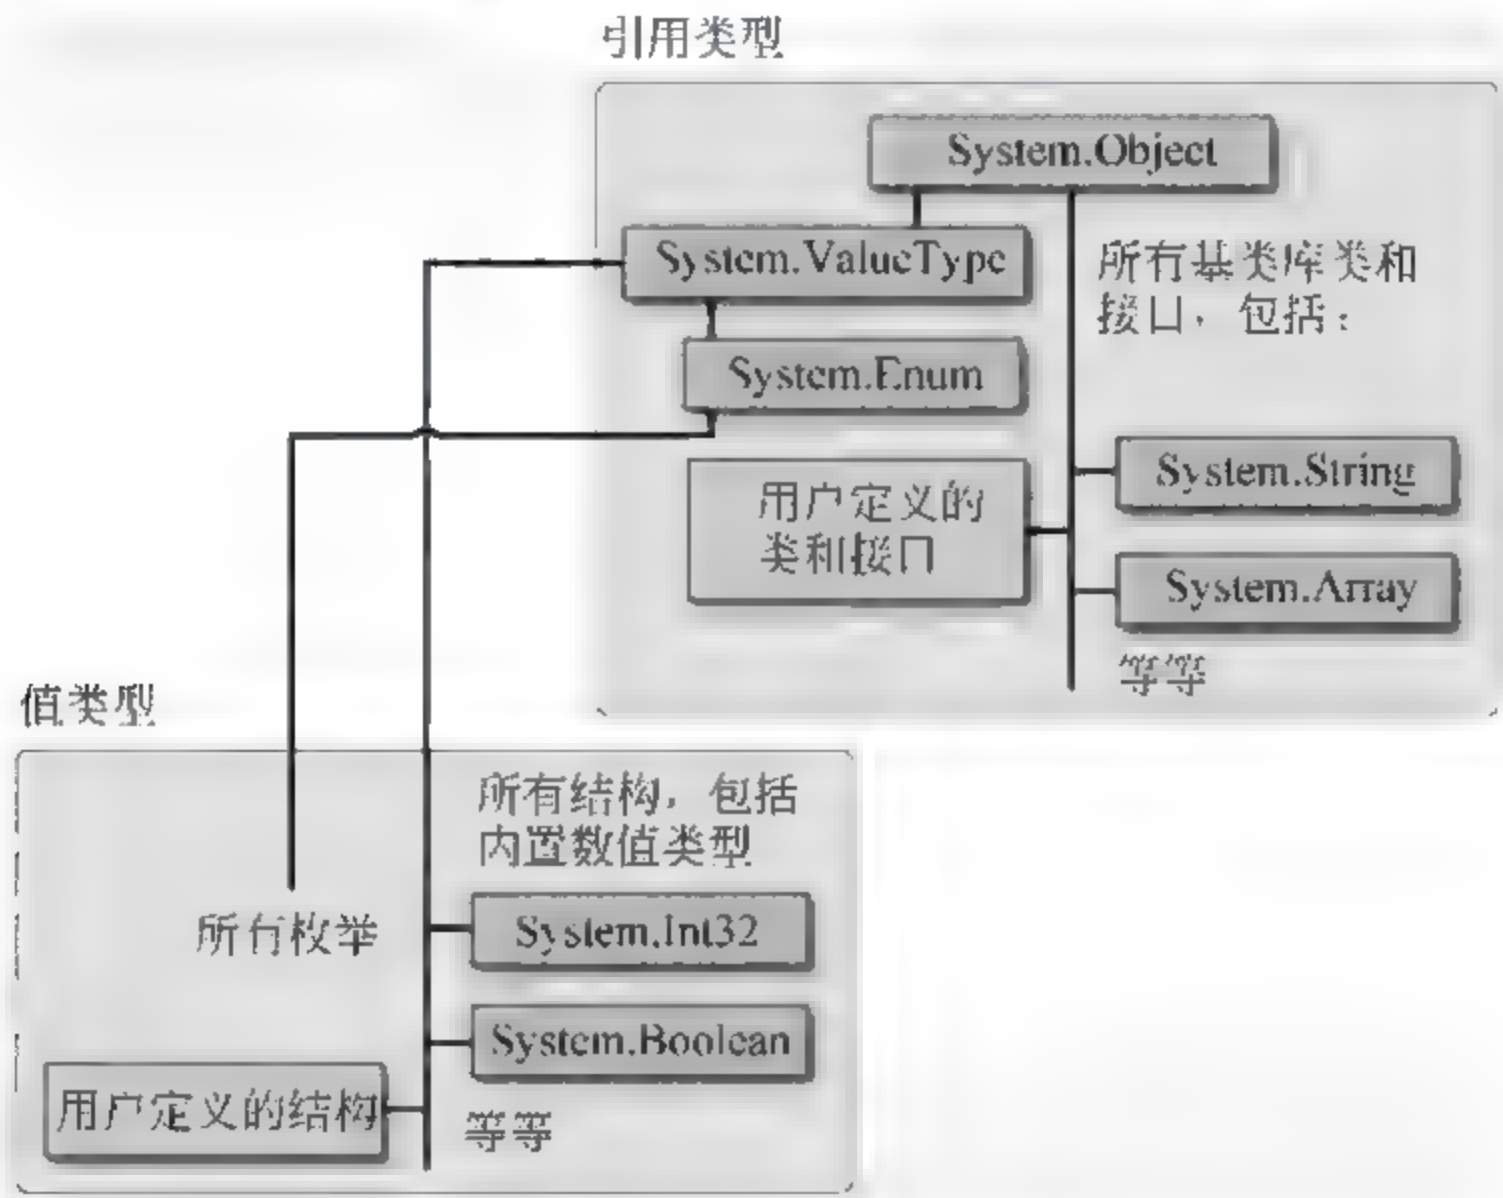 引用类型
System.Object
System.ValueType
所有基类库类和
接口，包括：
System.Enum
System.String
用户定义的
类和接口
System.Array
等等
值类型
所有结构，包括
内置数值类型
所有枚举
System.Int32
System.Boolean
用户定义的结构
等等